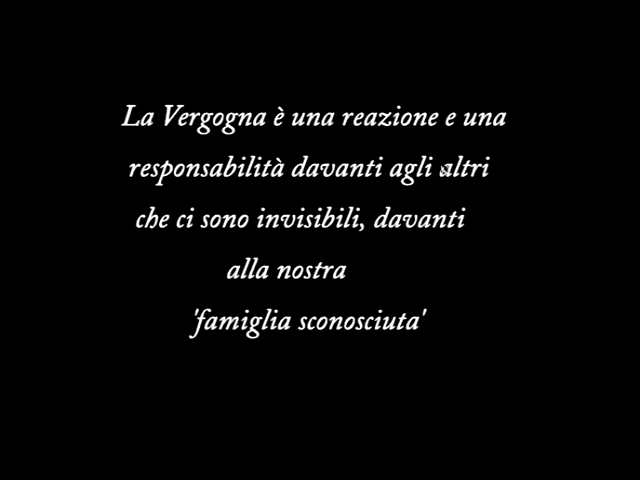 La Vergogna è una reazione e una
responsabilità davanti agli altri
che ci sono invisibili, davanti
alla nostra
'famiglia sconosciuta'